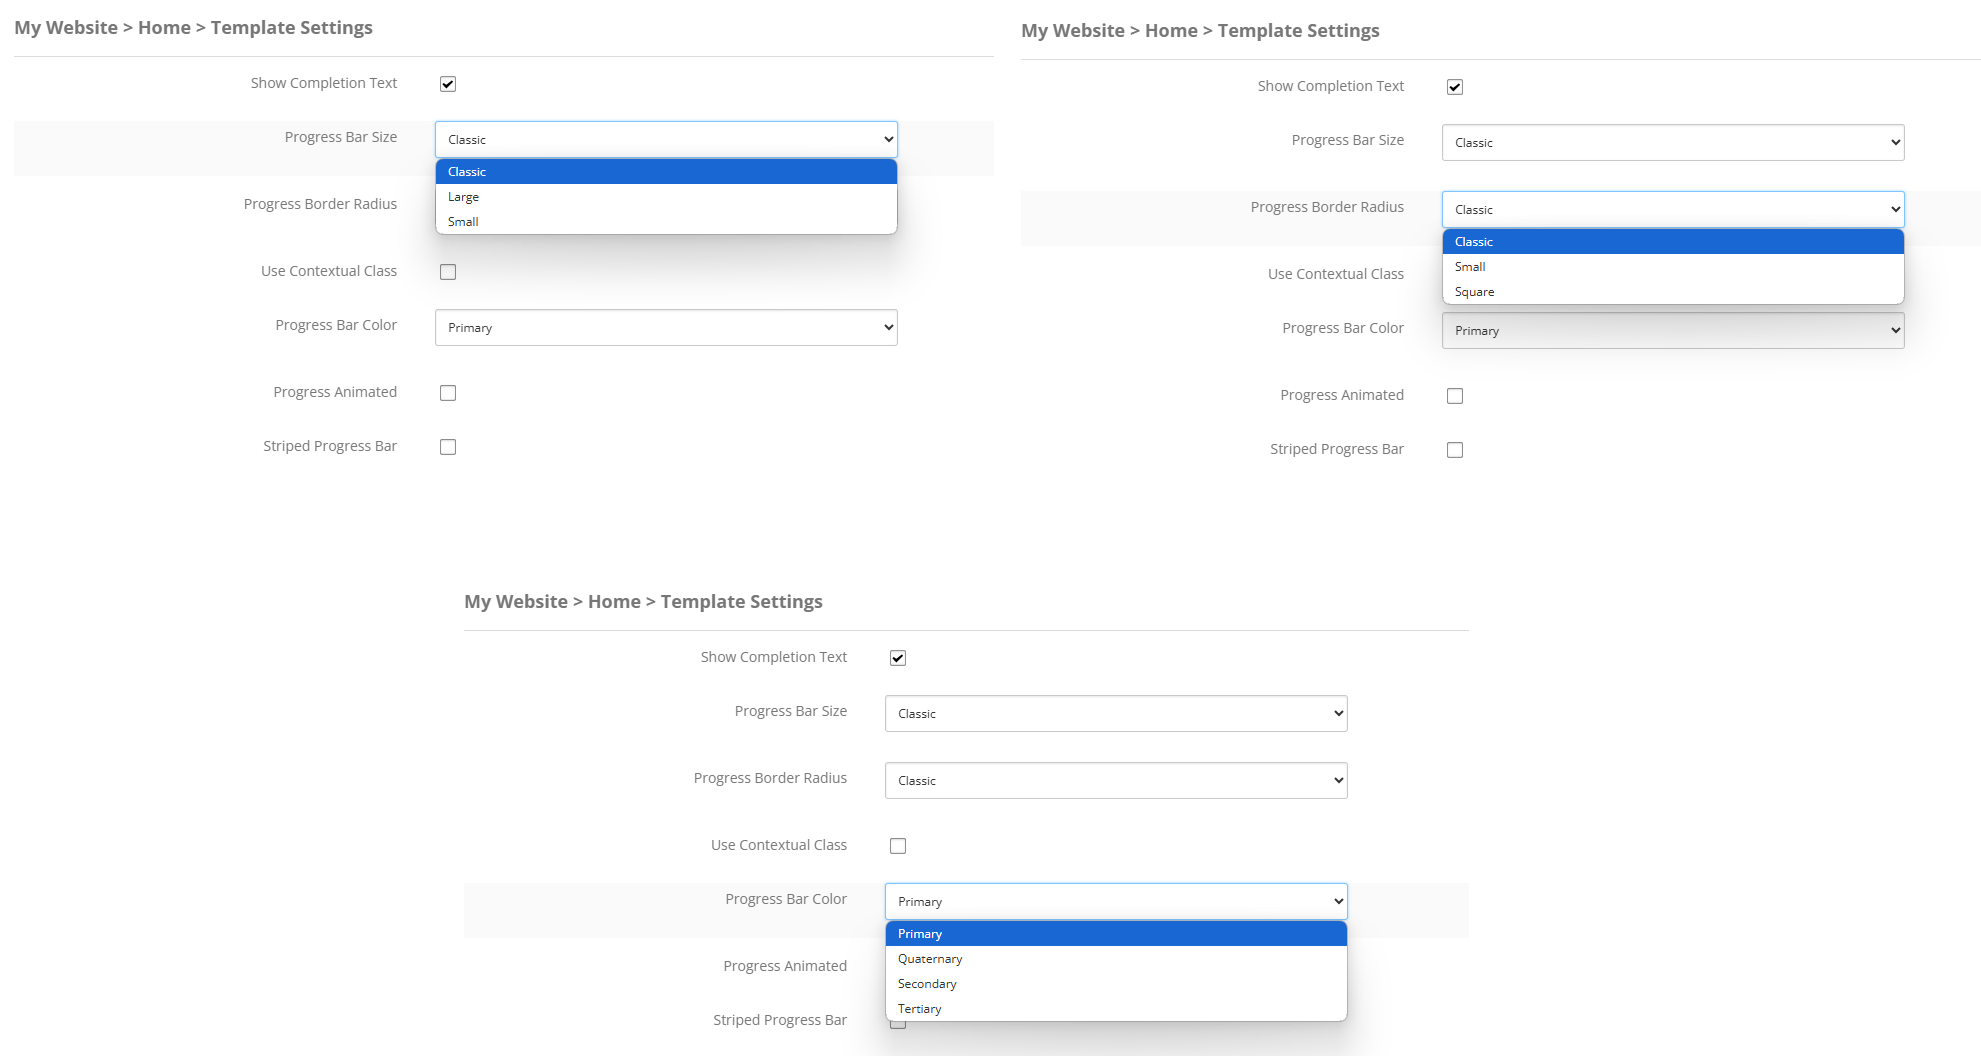 My Website > Home > Template Settings
Show Completion Text
Progress Bar Size
Classic
Classic
Large
Small
Progress Border Radius
Use Contextual Class
Progress Bar Color
Primary
Progress Animated
Striped Progress Bar
My Website > Home > Template Settings
Show Completion Text
Progress Bar Size
Classic
Progress Border Radius
Classic
Classic
Small
Square
Use Contextual Class
Progress Bar Color
Primary
Progress Animated
Striped Progress Bar
My Website > Home > Template Settings
Show Completion Text
Progress Bar Size
Classic
Progress Border Radius
Classic
Use Contextual Class
Progress Bar Color
Primary
Primary
Quaternary
Secondary
Tertiary
Progress Animated
Striped Progress Bar